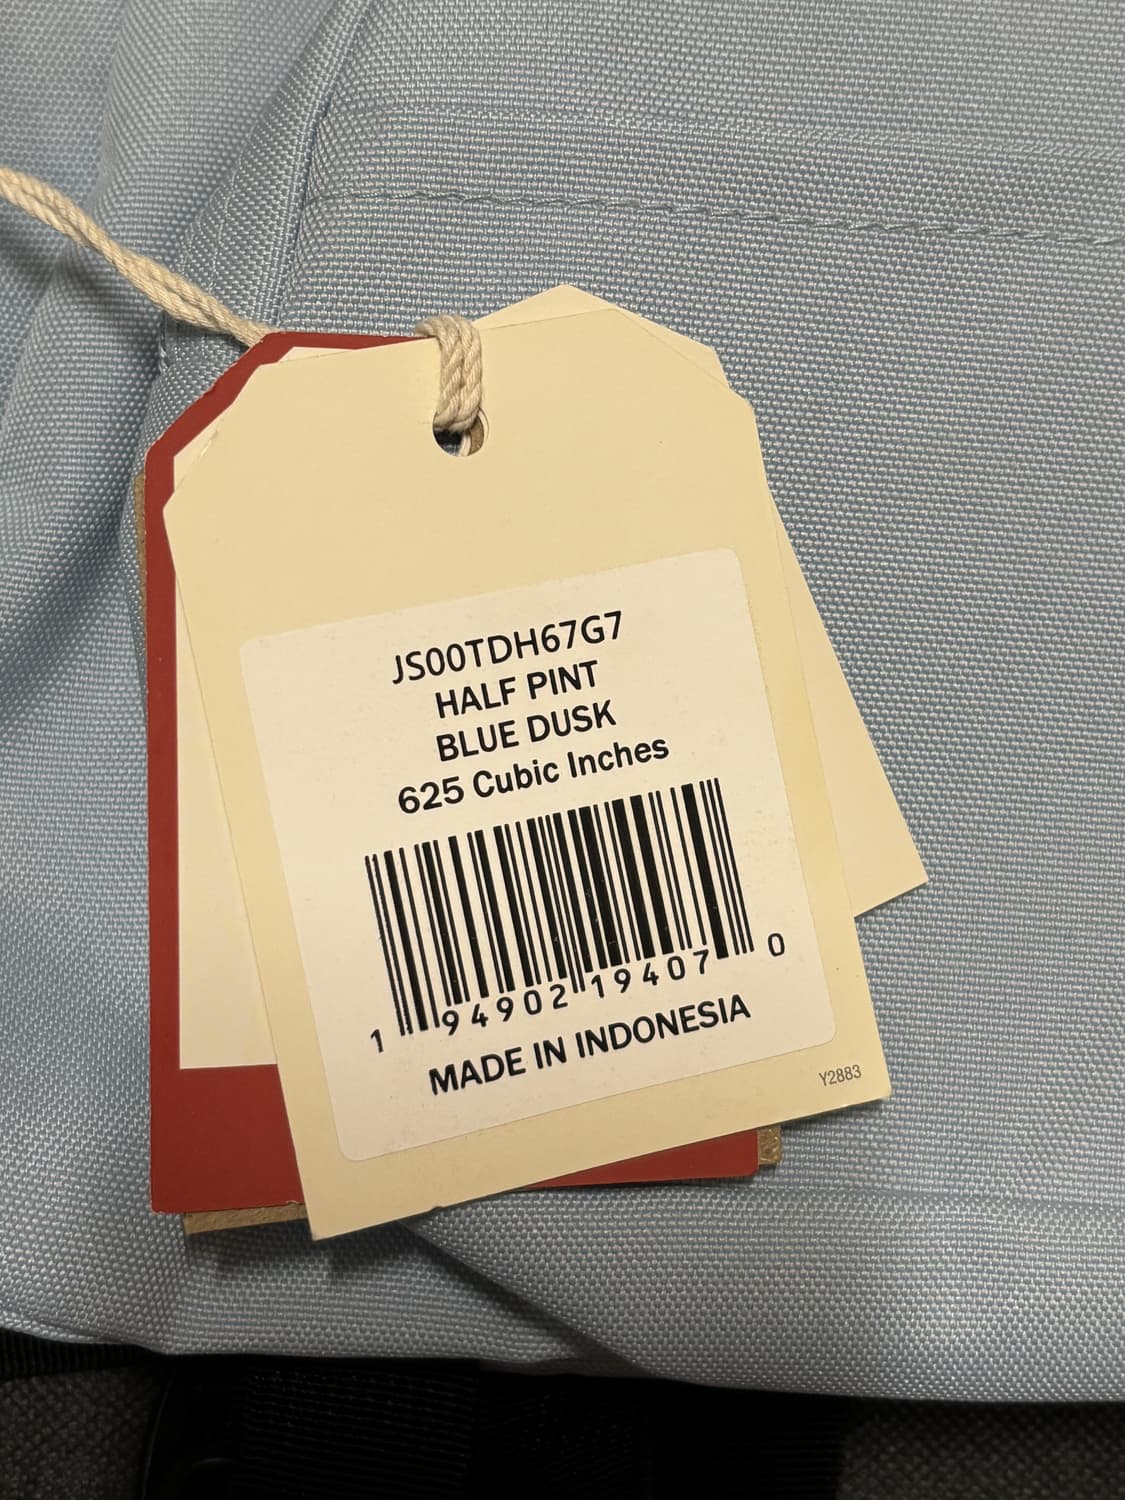 JS00TDH67G7
HALF PINT
BLUE DUSK
625 Cubic Inches
1 94902 19407 0
MADE IN INDONESIA
Y2883